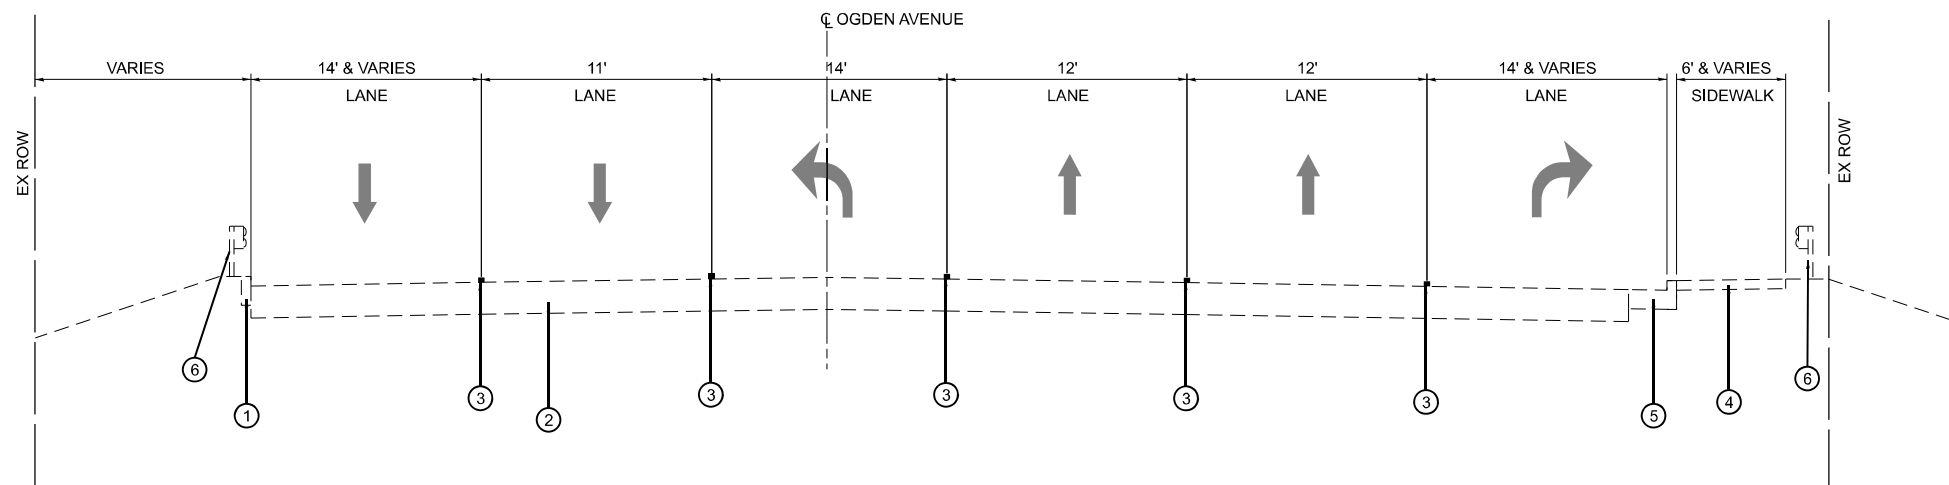 ℄ OGDEN AVENUE
VARIES
14' & VARIES
11'
14'
12'
12'
14' & VARIES
6' & VARIES
LANE
LANE
LANE
LANE
LANE
LANE
SIDEWALK
EX ROW
EX ROW
6
1
3
2
3
3
3
3
5
4
6